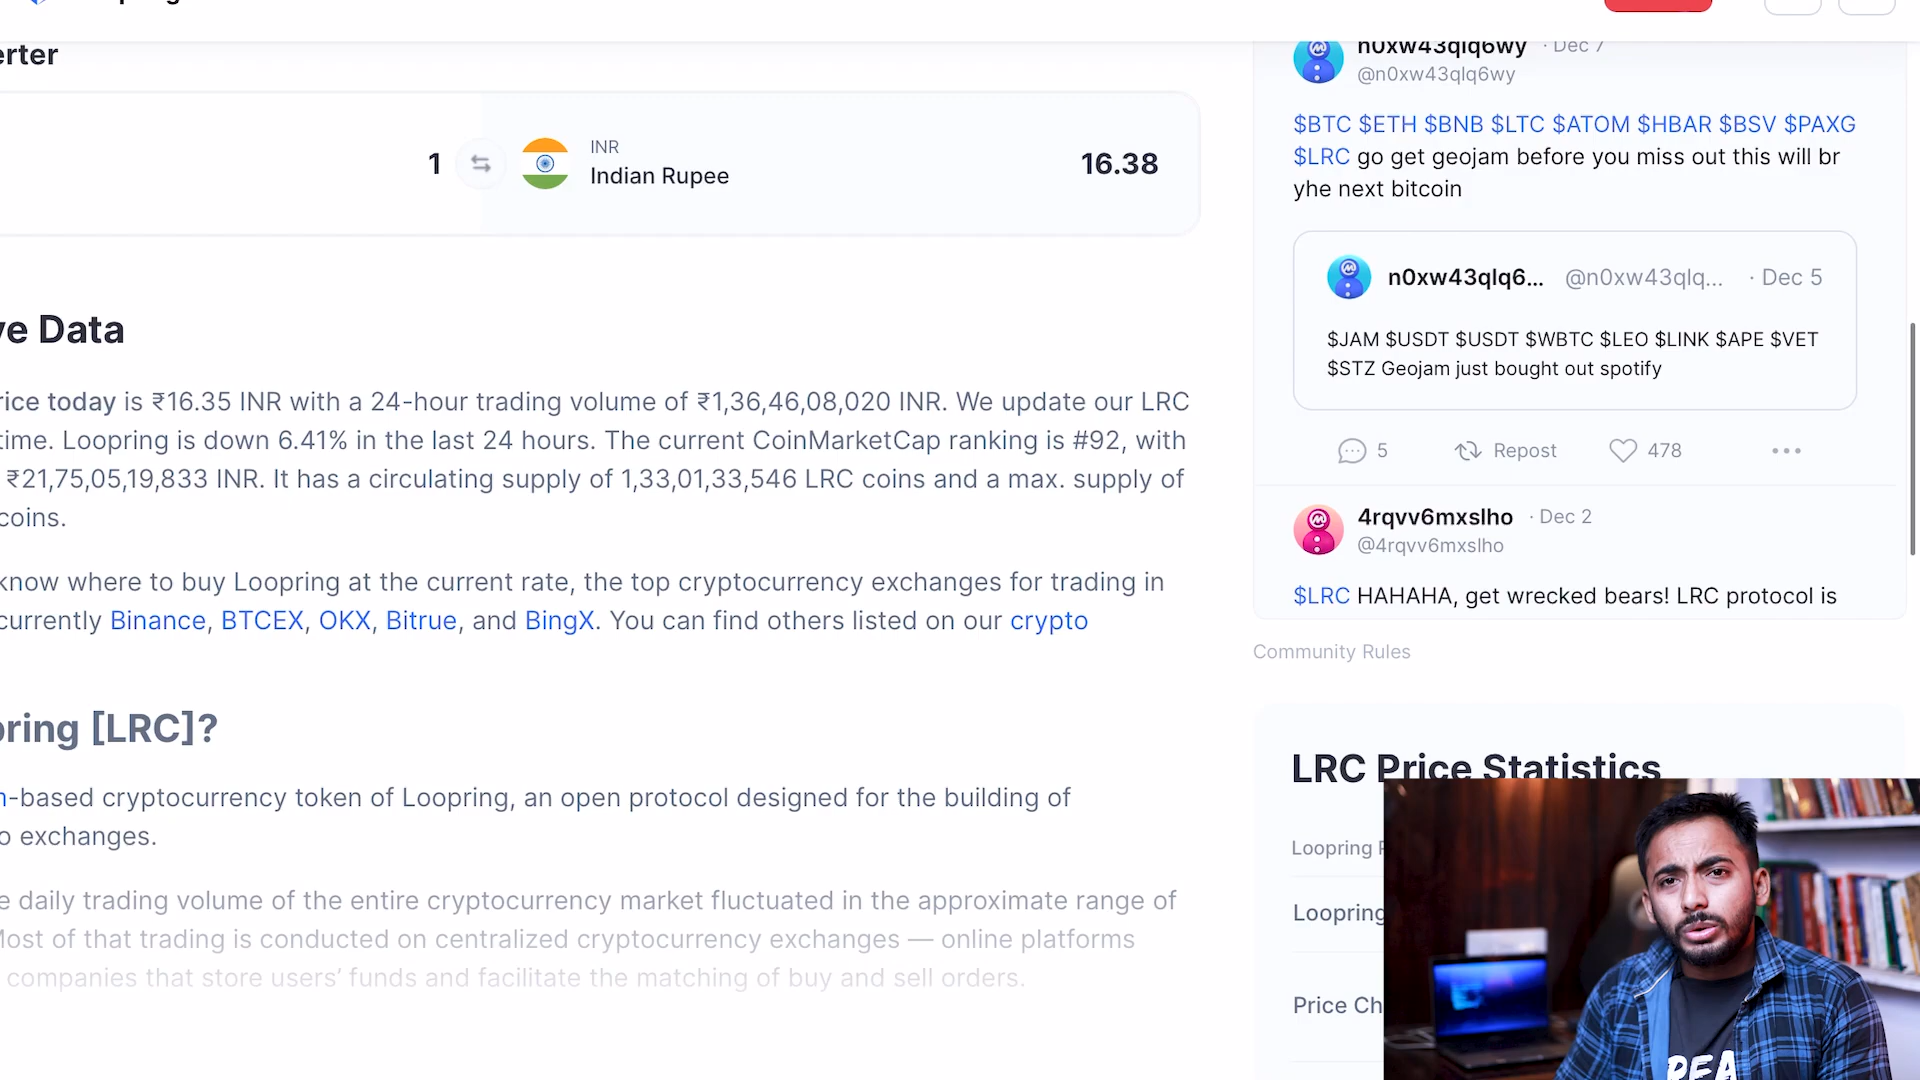 erter
1
INR
Indian Rupee
16.38
ve Data
rice today is ₹16.35 INR with a 24-hour trading volume of ₹1,36,46,08,020 INR. We update our LRC
time. Loopring is down 6.41% in the last 24 hours. The current CoinMarketCap ranking is #92, with
₹21,75,05,19,833 INR. It has a circulating supply of 1,33,01,33,546 LRC coins and a max. supply of
coins.
know where to buy Loopring at the current rate, the top cryptocurrency exchanges for trading in
currently Binance, BTCEX, OKX, Bitrue, and BingX. You can find others listed on our crypto
pring [LRC]?
-based cryptocurrency token of Loopring, an open protocol designed for the building of
o exchanges.
e daily trading volume of the entire cryptocurrency market fluctuated in the approximate range of
Most of that trading is conducted on centralized cryptocurrency exchanges — online platforms
companies that store users’ funds and facilitate the matching of buy and sell orders.
n0xw43qlq6wy · Dec 7
@n0xw43qlq6wy
$BTC $ETH $BNB $LTC $ATOM $HBAR $BSV $PAXG
$LRC go get geojam before you miss out this will br
yhe next bitcoin
n0xw43qlq6... @n0xw43qlq... · Dec 5
$JAM $USDT $USDT $WBTC $LEO $LINK $APE $VET
$STZ Geojam just bought out spotify
5 Repost 478
4rqvv6mxslho · Dec 2
@4rqvv6mxslho
$LRC HAHAHA, get wrecked bears! LRC protocol is
Community Rules
LRC Price Statistics
Loopring
Loopring
Price Ch